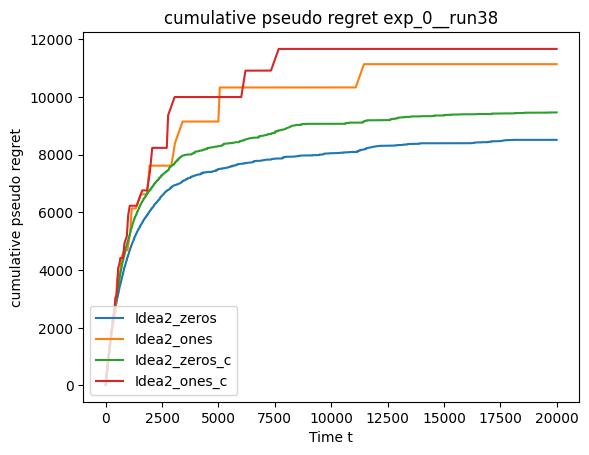 cumulative pseudo regret exp_0__run38
cumulative pseudo regret
12000
10000
8000
6000
4000
2000
0
Idea2_zeros
Idea2_ones
Idea2_zeros_c
Idea2_ones_c
0 2500 5000 7500 10000 12500 15000 17500 20000
Time t